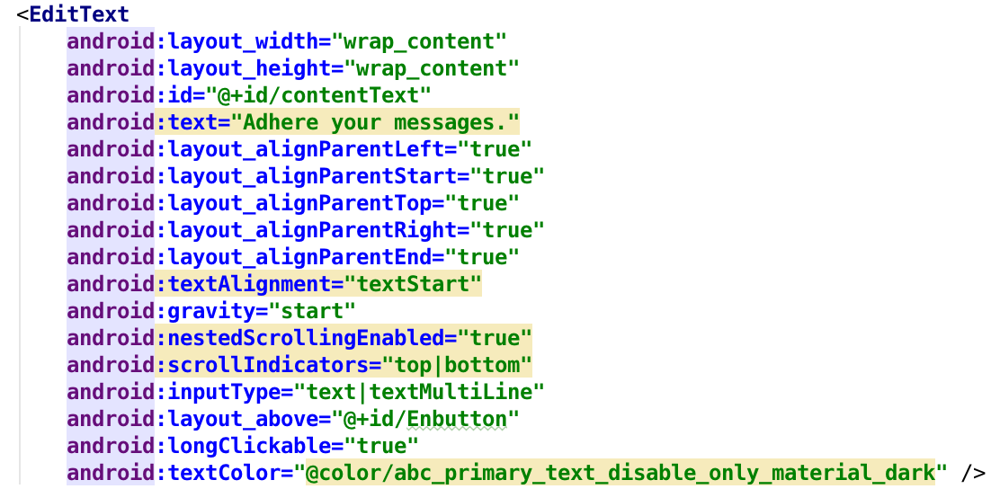 <EditText
android:layout_width="wrap_content"
android:layout_height="wrap_content"
android:id="@+id/contentText"
android:text="Adhere your messages."
android:layout_alignParentLeft="true"
android:layout_alignParentStart="true"
android:layout_alignParentTop="true"
android:layout_alignParentRight="true"
android:layout_alignParentEnd="true"
android:textAlignment="textStart"
android:gravity="start"
android:nestedScrollingEnabled="true"
android:scrollIndicators="top|bottom"
android:inputType="text|textMultiLine"
android:layout_above="@+id/Enbutton"
android:longClickable="true"
android:textColor="@color/abc_primary_text_disable_only_material_dark" />